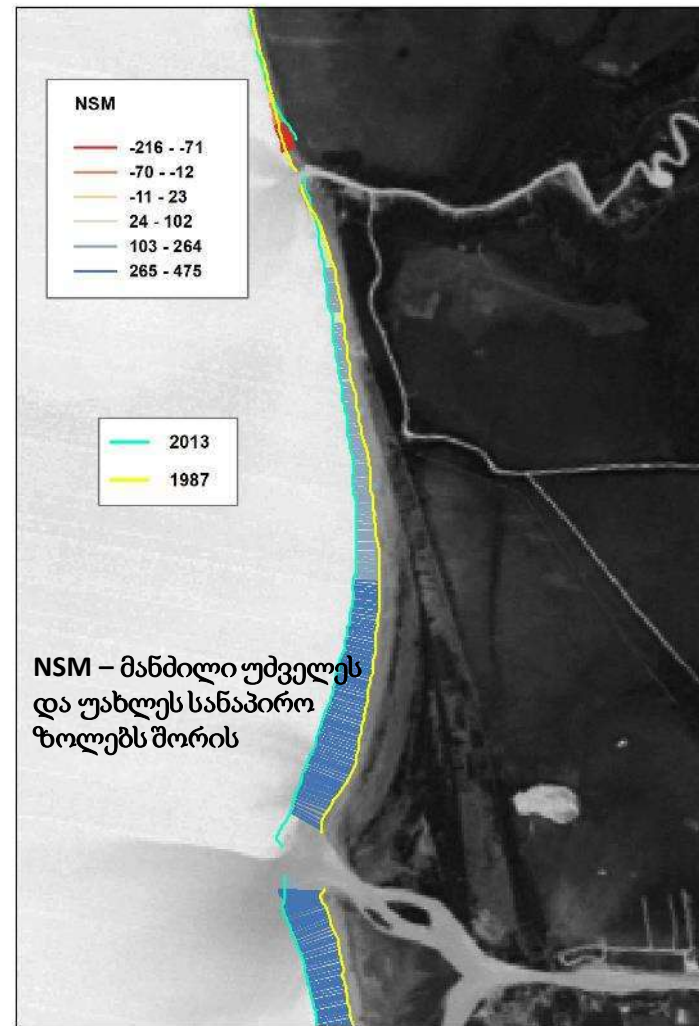 NSM
-216 - -71
-70 - -12
-11 - 23
24 - 102
103 - 264
265 - 475
2013
1987
NSM – მანძილი უძველეს
და უახლეს სანაპირო
ზოლებს შორის